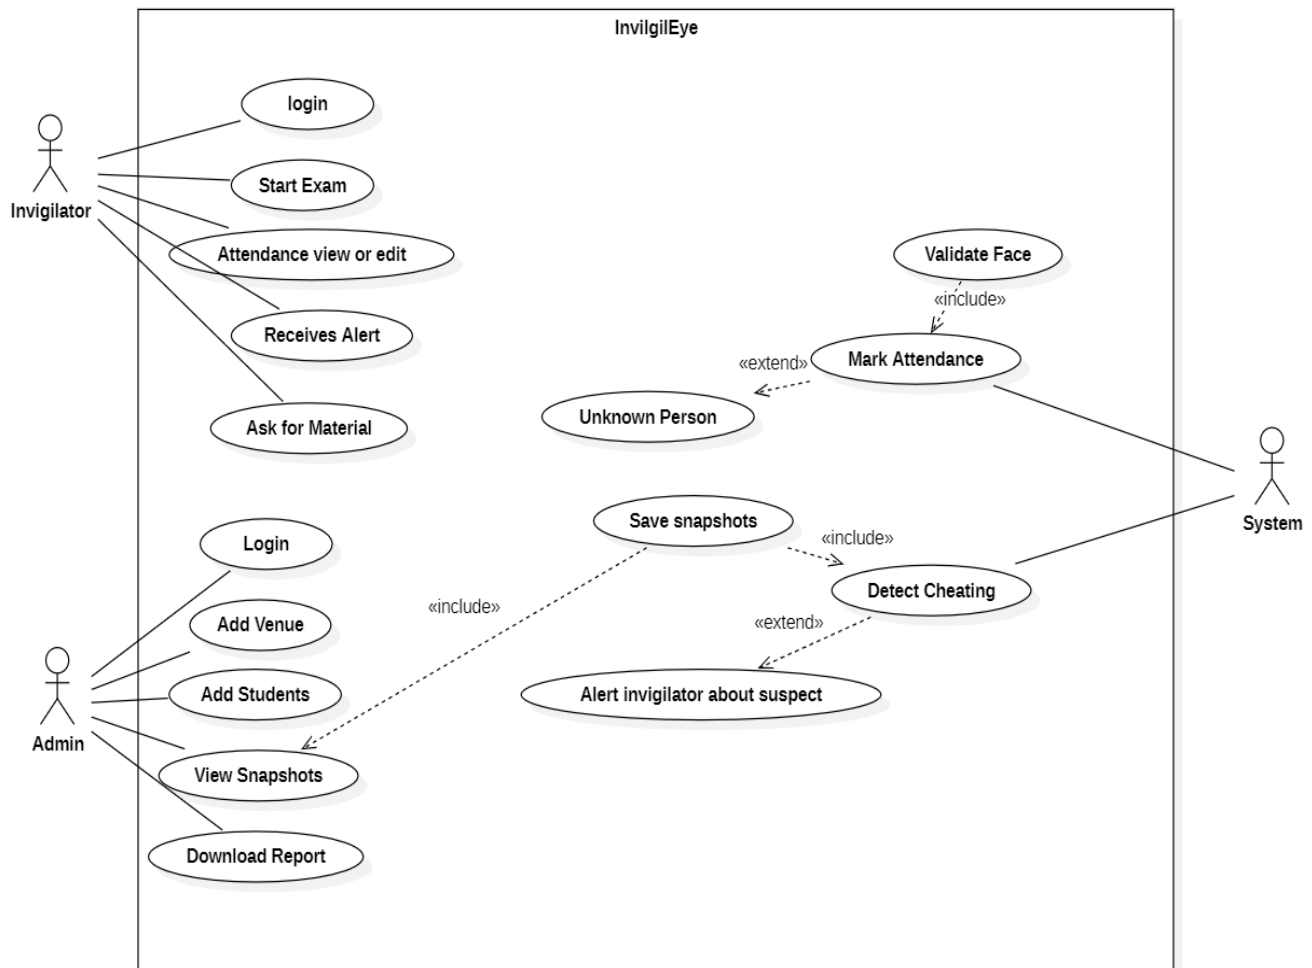 InvilgilEye
login
Start Exam
Invigilator
Attendance view or edit
Validate Face
«include»
Receives Alert
Mark Attendance
«extend»
Unknown Person
Ask for Material
Save snapshots
System
«include»
Login
Detect Cheating
«include»
Add Venue
«extend»
Add Students
Alert invigilator about suspect
Admin
View Snapshots
Download Report